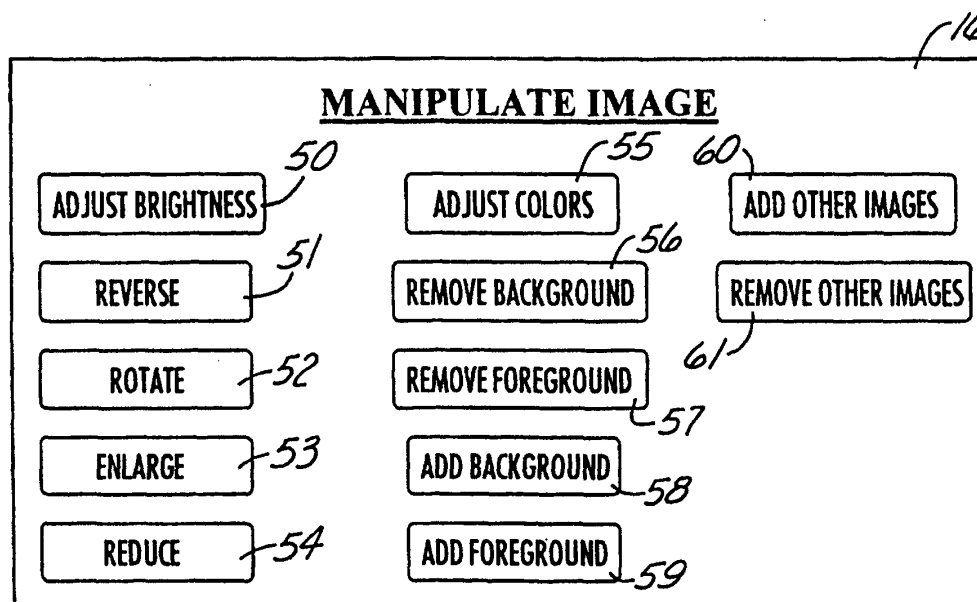 14
MANIPULATE IMAGE
50 55 60
ADJUST BRIGHTNESS ADJUST COLORS ADD OTHER IMAGES
51 56
REVERSE REMOVE BACKGROUND REMOVE OTHER IMAGES
61
ROTATE 52 REMOVE FOREGROUND
57
ENLARGE 53 ADD BACKGROUND
58
REDUCE 54 ADD FOREGROUND
59